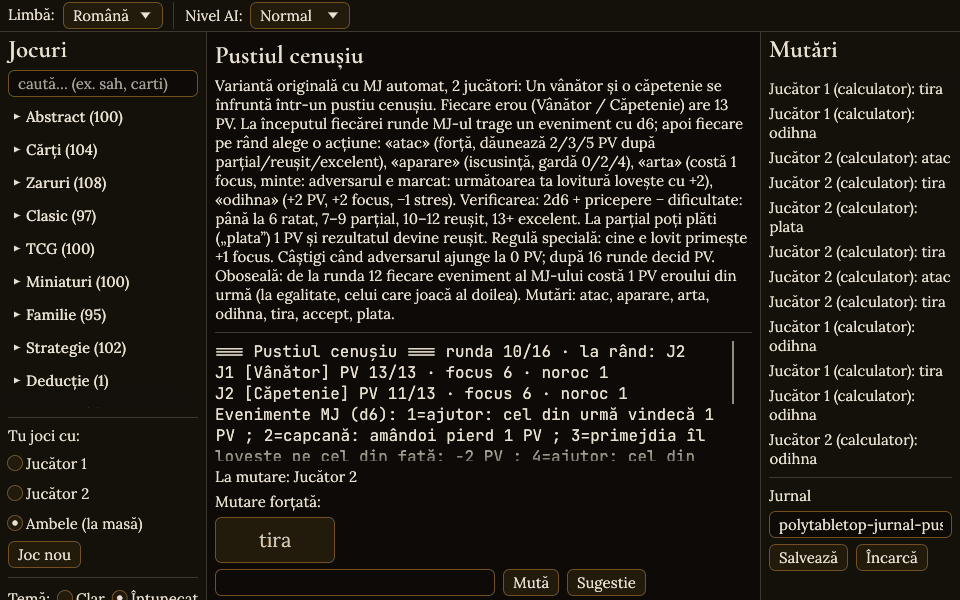 Limbă: Română ▼ Nivel AI: Normal ▼
Jocuri
caută... (ex. sah, carti)
▸ Abstract (100)
▸ Cărți (104)
▸ Zaruri (108)
▸ Clasic (97)
▸ TCG (100)
▸ Miniaturi (100)
▸ Familie (95)
▸ Strategie (102)
▸ Deducție (1)
Tu joci cu:
Jucător 1
Jucător 2
Ambele (la masă)
Joc nou
Temă: Clar Întunecat
Pustiul cenușiu
Variantă originală cu MJ automat, 2 jucători: Un vânător și o căpetenie se
înfruntă într-un pustiu cenușiu. Fiecare erou (Vânător / Căpetenie) are 13
PV. La începutul fiecărei runde MJ-ul trage un eveniment cu d6; apoi fiecare
pe rând alege o acțiune: «atac» (forță, dăunează 2/3/5 PV după
parțial/reușit/excelent), «aparare» (iscusință, gardă 0/2/4), «arta» (costă 1
focus, minte: adversarul e marcat: următoarea ta lovitură lovește cu +2),
«odihna» (+2 PV, +2 focus, −1 stres). Verificarea: 2d6 + pricepere − dificultate:
până la 6 ratat, 7–9 parțial, 10–12 reușit, 13+ excelent. La parțial poți plăti
(„plata”) 1 PV și rezultatul devine reușit. Regulă specială: cine e lovit primește
+1 focus. Câștigi când adversarul ajunge la 0 PV; după 16 runde decid PV.
Oboseală: de la runda 12 fiecare eveniment al MJ-ului costă 1 PV eroului din
urmă (la egalitate, celui care joacă al doilea). Mutări: atac, aparare, arta,
odihna, tira, accept, plata.
═══ Pustiul cenușiu ═══ runda 10/16 · la rând: J2
J1 [Vânător] PV 13/13 · focus 6 · noroc 1
J2 [Căpetenie] PV 11/13 · focus 6 · noroc 1
Evenimente MJ (d6): 1=ajutor: cel din urmă vindecă 1
PV ; 2=capcană: amândoi pierd 1 PV ; 3=primejdia îl
lovește pe cel din față: -2 PV ; 4=ajutor: cel din
La mutare: Jucător 2
Mutare forțată:
tira
Mută Sugestie
Mutări
Jucător 1 (calculator): tira
Jucător 1 (calculator):
odihna
Jucător 2 (calculator): atac
Jucător 2 (calculator): tira
Jucător 2 (calculator):
plata
Jucător 2 (calculator): tira
Jucător 2 (calculator): atac
Jucător 2 (calculator): tira
Jucător 1 (calculator):
odihna
Jucător 1 (calculator): tira
Jucător 1 (calculator):
odihna
Jucător 2 (calculator):
odihna
Jurnal
polytabletop-jurnal-pus
Salvează Încarcă